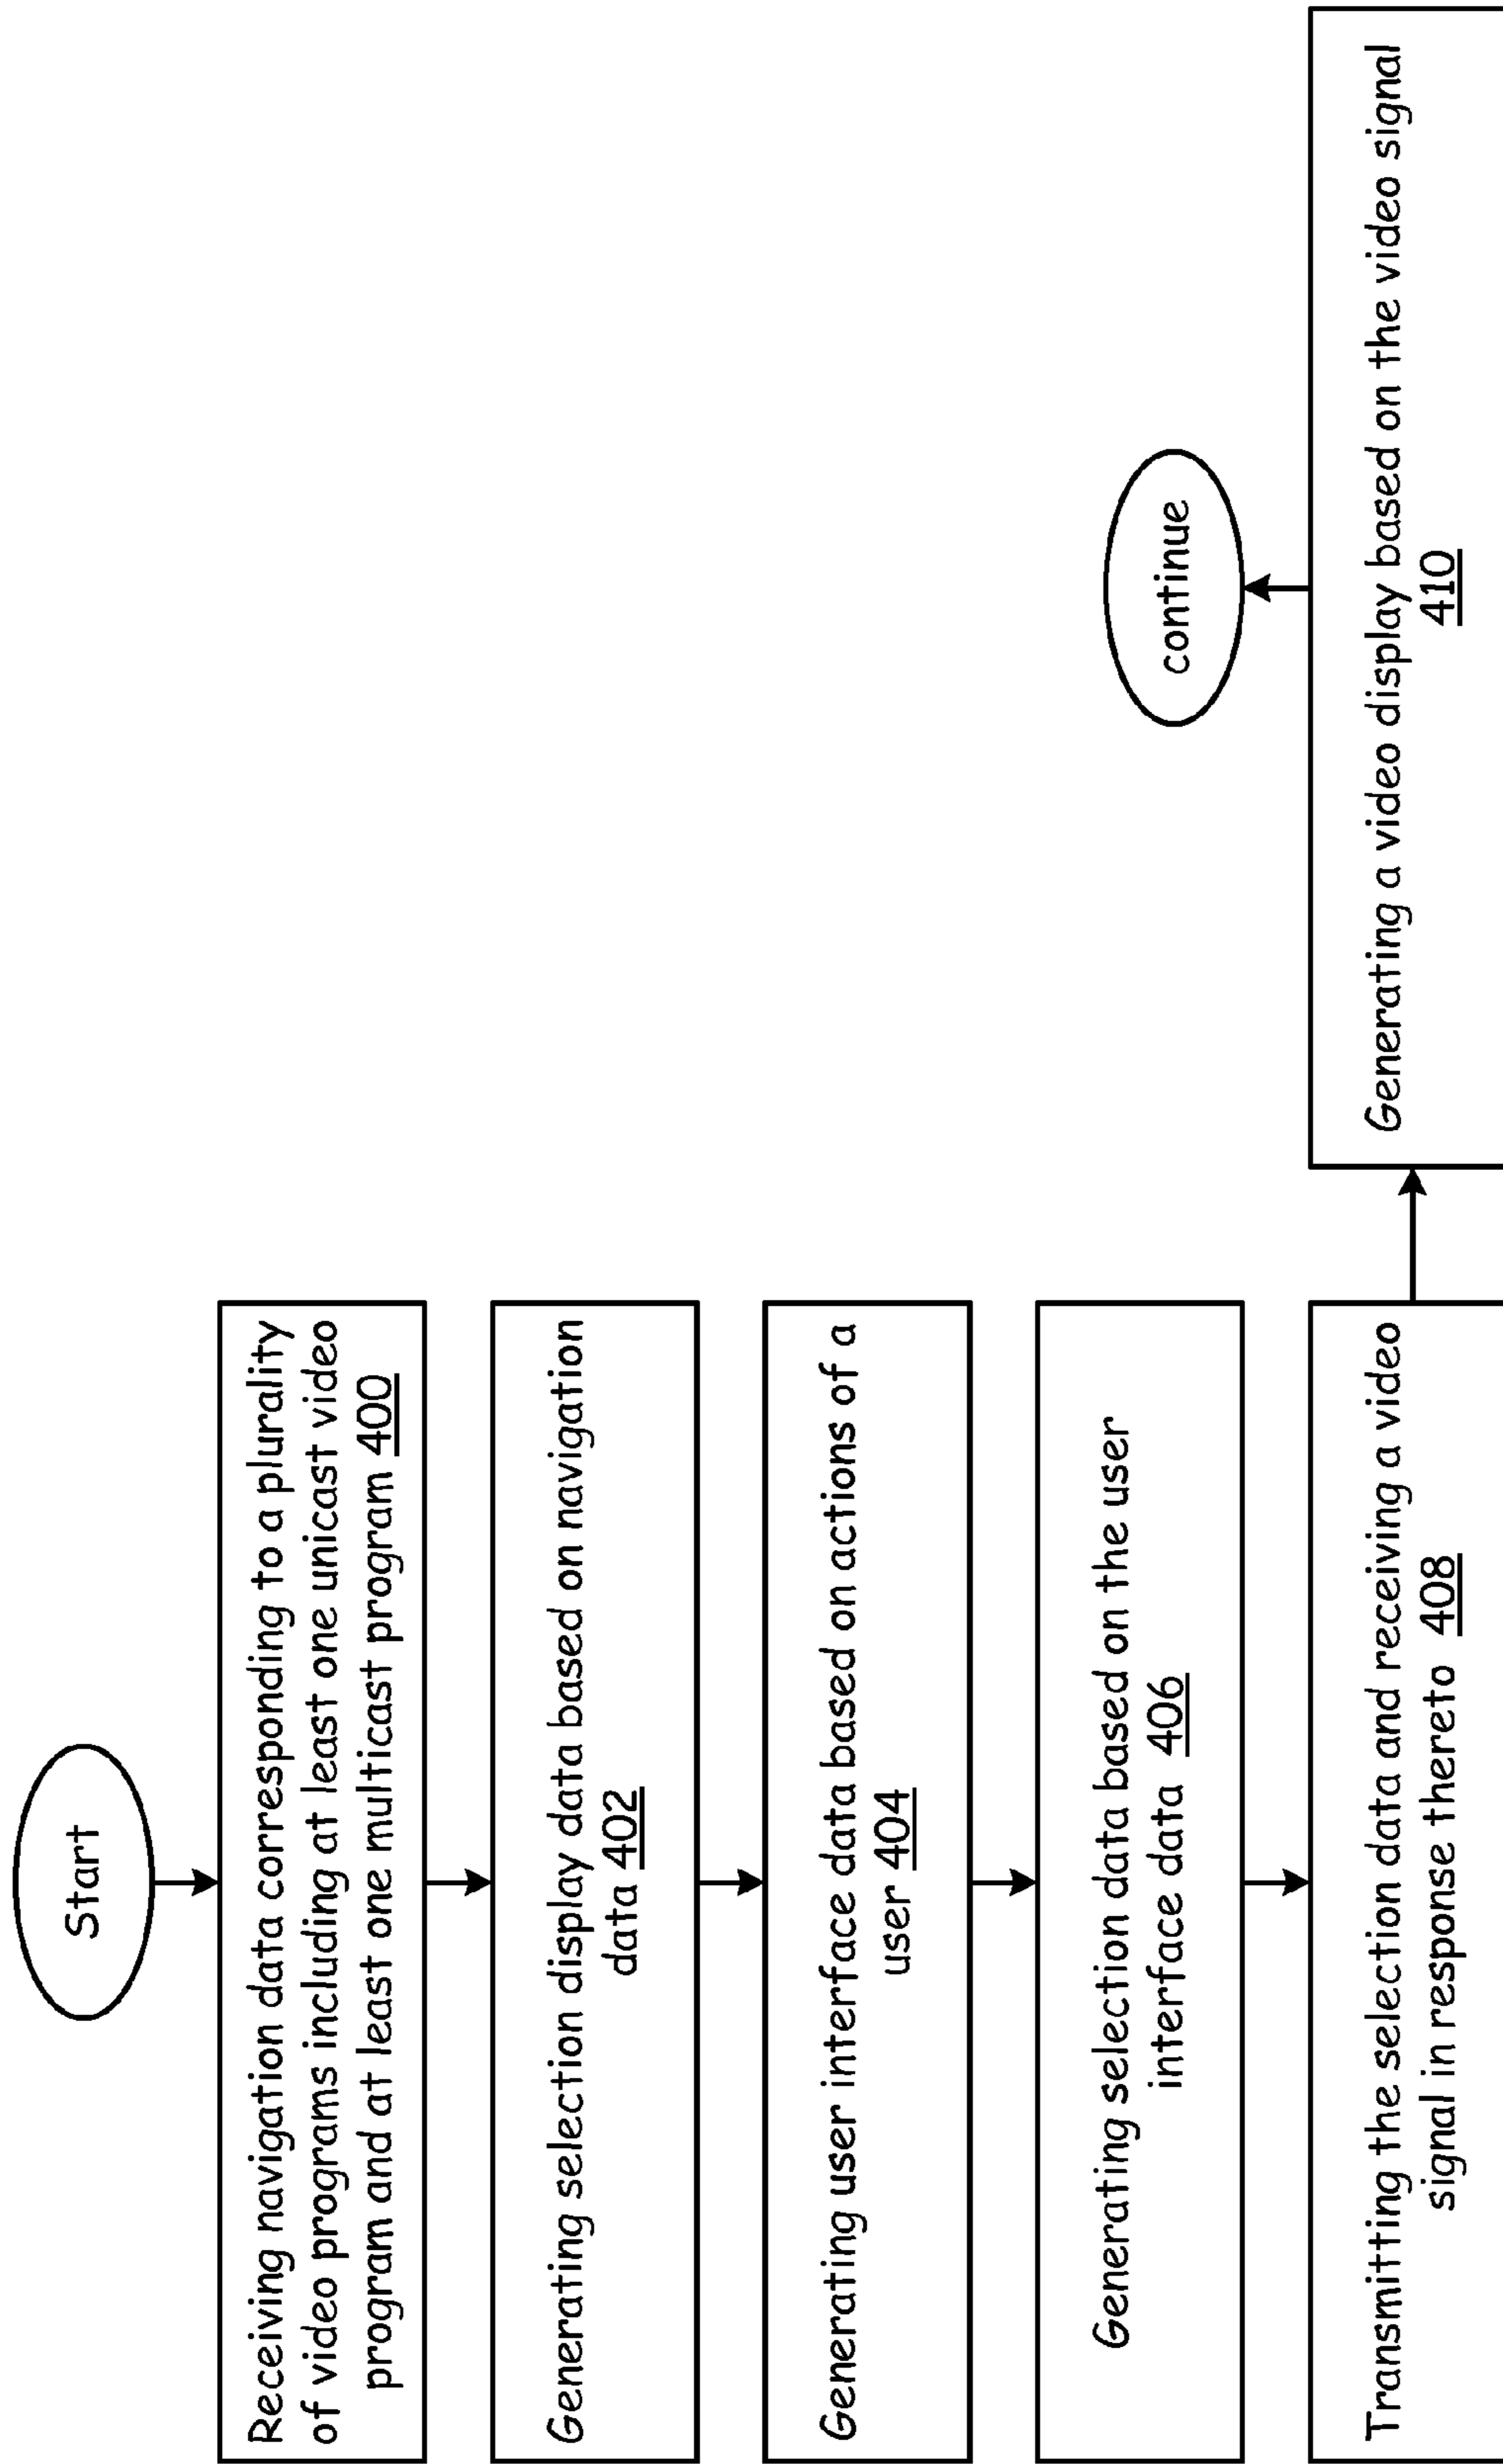 Start
Receiving navigation data corresponding to a plurality
of video programs including at least one unicast video
program and at least one multicast program 400
Generating selection display data based on navigation
data 402
Generating user interface data based on actions of a
user 404
Generating selection data based on the user
interface data 406
Transmitting the selection data and receiving a video
signal in response thereto 408
Generating a video display based on the video signal
410
continue